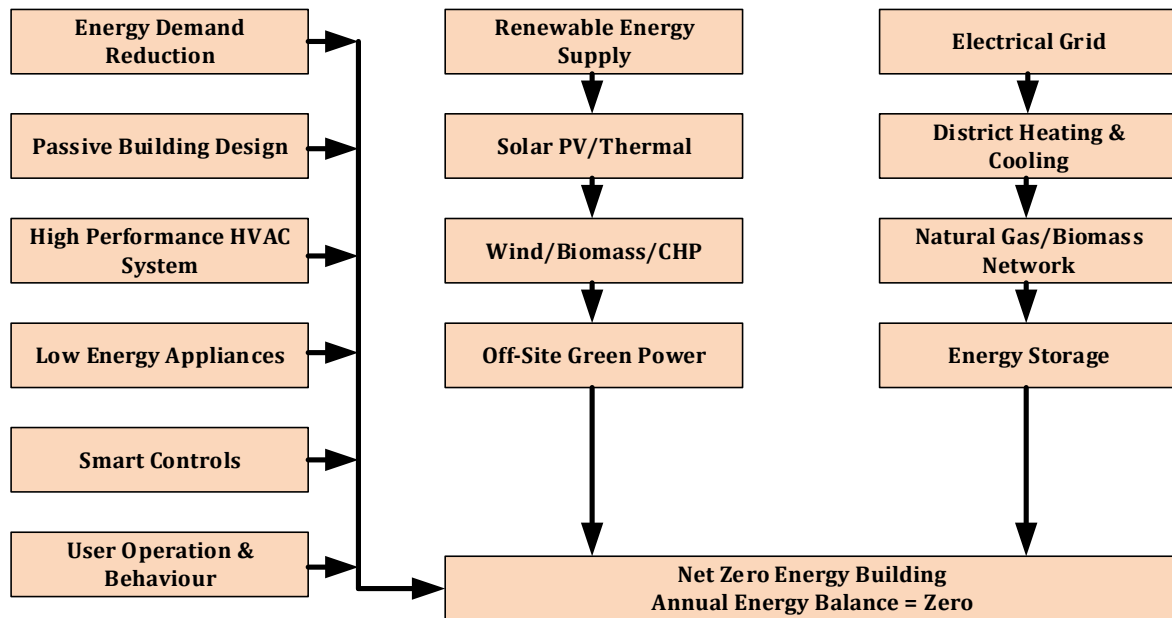 Energy Demand
Reduction
Passive Building Design
High Performance HVAC
System
Low Energy Appliances
Smart Controls
User Operation &
Behaviour
Renewable Energy
Supply
Solar PV/Thermal
Wind/Biomass/CHP
Off-Site Green Power
Electrical Grid
District Heating &
Cooling
Natural Gas/Biomass
Network
Energy Storage
Net Zero Energy Building
Annual Energy Balance = Zero